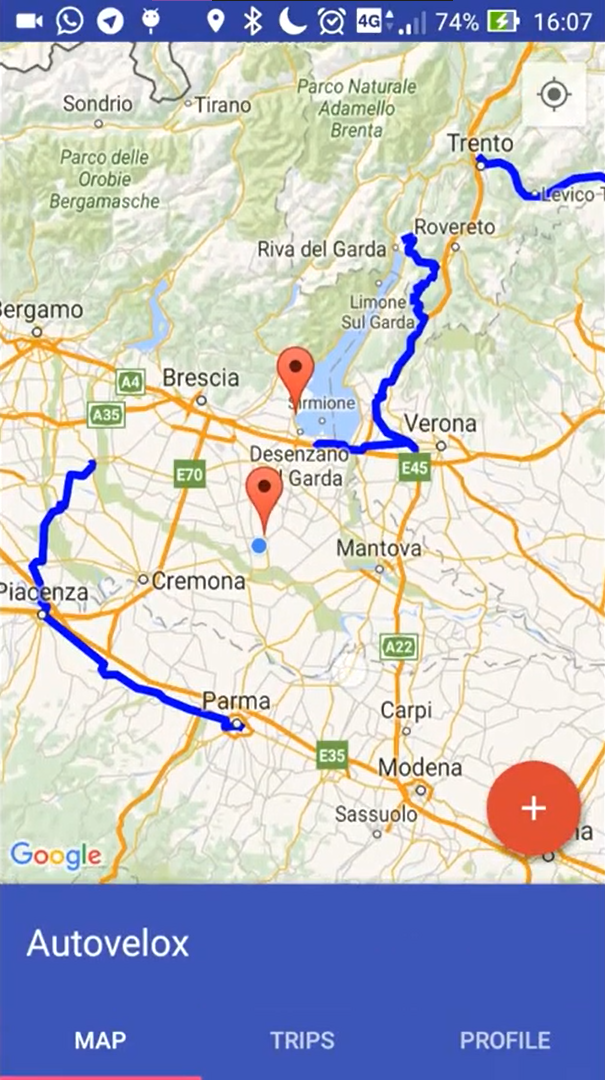 4G 74% 16:07
Parco Naturale
Adamello
Brenta
Sondrio
Tirano
Trento
Parco delle
Orobie
Bergamasche
Levico T
Rovereto
Riva del Garda
Limone
Sul Garda
Bergamo
A4
Brescia
A35
Sirmione
Verona
Desenzano
l Garda
E70
E45
Mantova
Cremona
Piacenza
A22
Parma
Carpi
E35
Modena
Sassuolo
+
na
Google
Autovelox
MAP TRIPS PROFILE